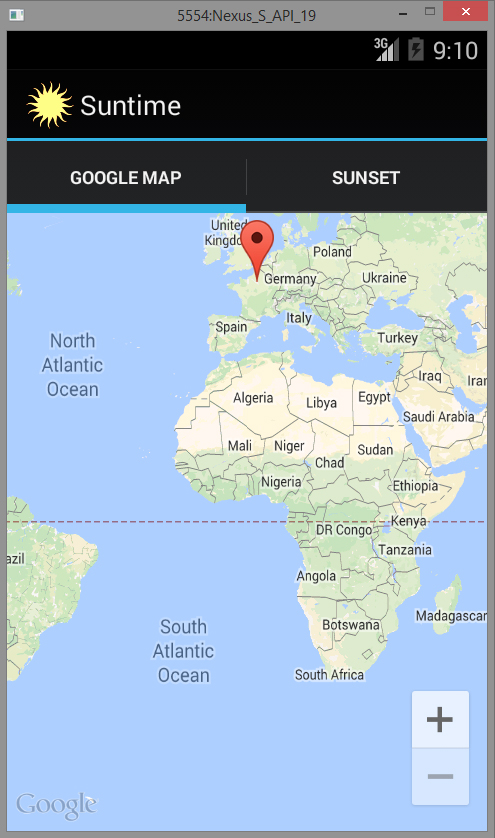 5554:Nexus_S_API_19
3G 9:10
Suntime
GOOGLE MAP SUNSET
United
Kingdom
Poland
Germany Ukraine
Italy
Spain
Turkey
North
Atlantic
Ocean
Iraq Iran
Algeria Libya Egypt
Saudi Arabia
Mali Niger Sudan
Chad
Nigeria Ethiopia
DR Congo Kenya
azil Tanzania
Angola
Madagascar
South
Atlantic
Ocean
Botswana
South Africa
+
−
Google